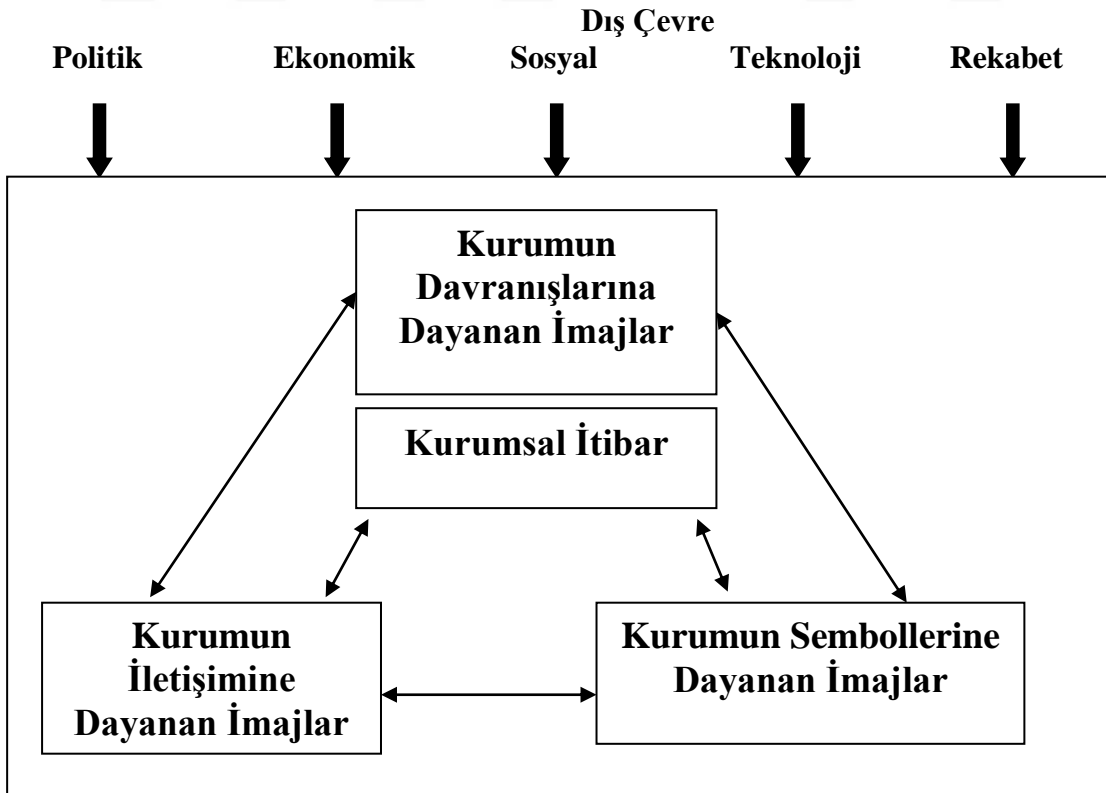 Dış Çevre
Politik Ekonomik Sosyal Teknoloji Rekabet
Kurumun
Davranışlarına
Dayanan İmajlar
Kurumsal İtibar
Kurumun
İletişimine
Dayanan İmajlar
Kurumun Sembollerine
Dayanan İmajlar